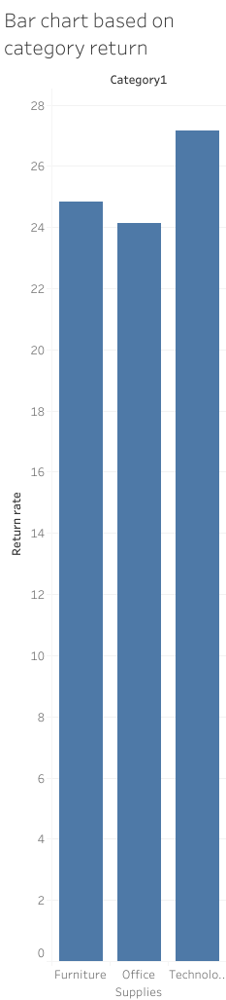 Bar chart based on
category return
Category1
28
26
24
22
20
18
16
14
12
10
8
6
4
2
0
Return rate
Furniture
Office
Supplies
Technolo..